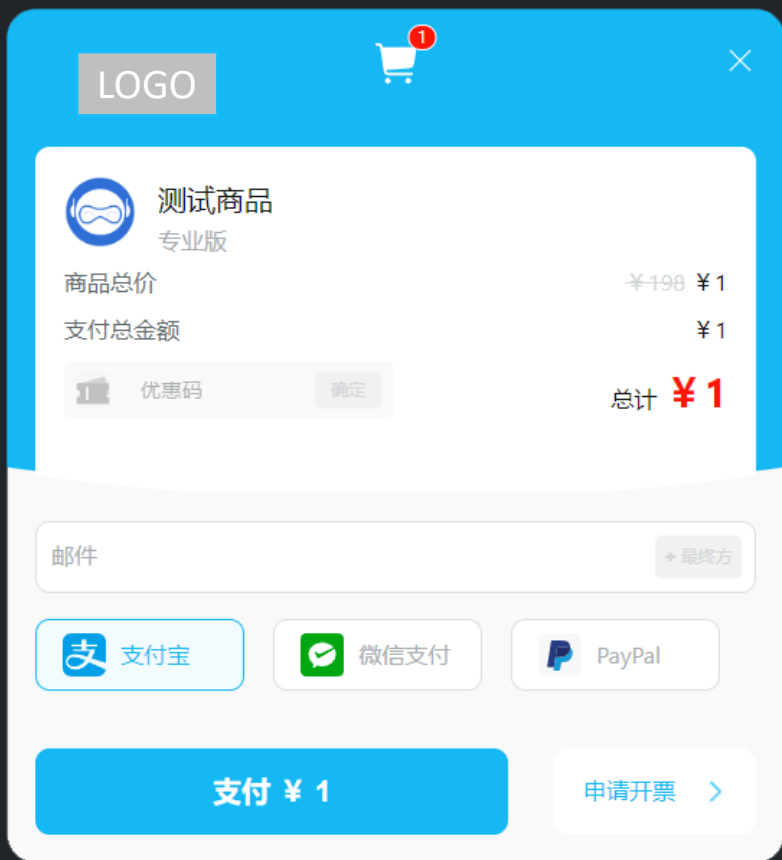 1
LOGO
测试商品
专业版
商品总价 ¥198 ¥1
支付总金额 ¥1
优惠码 确定 总计 ¥1
邮件 + 最终方
支付宝 微信支付 PayPal
支付 ¥ 1 申请开票